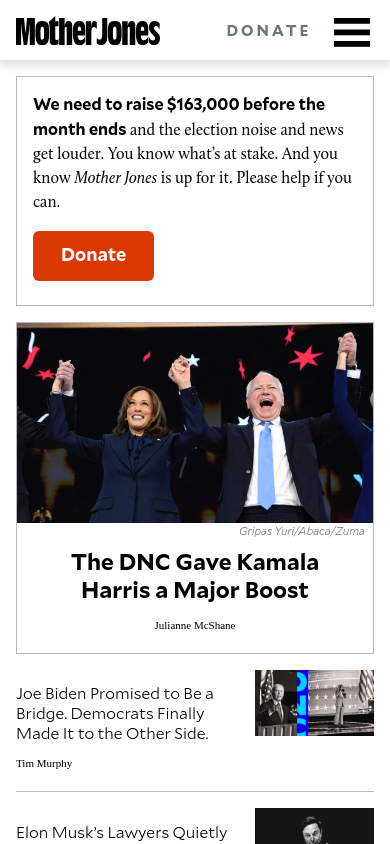 Mother Jones
DONATE
We need to raise $163,000 before the
month ends and the election noise and news
get louder. You know what's at stake. And you
know Mother Jones is up for it. Please help if you
can.
Donate
Gripas Yuri/Abaca/Zuma
The DNC Gave Kamala
Harris a Major Boost
Julianne McShane
Joe Biden Promised to Be a
Bridge. Democrats Finally
Made It to the Other Side.
Tim Murphy
Elon Musk's Lawyers Quietly